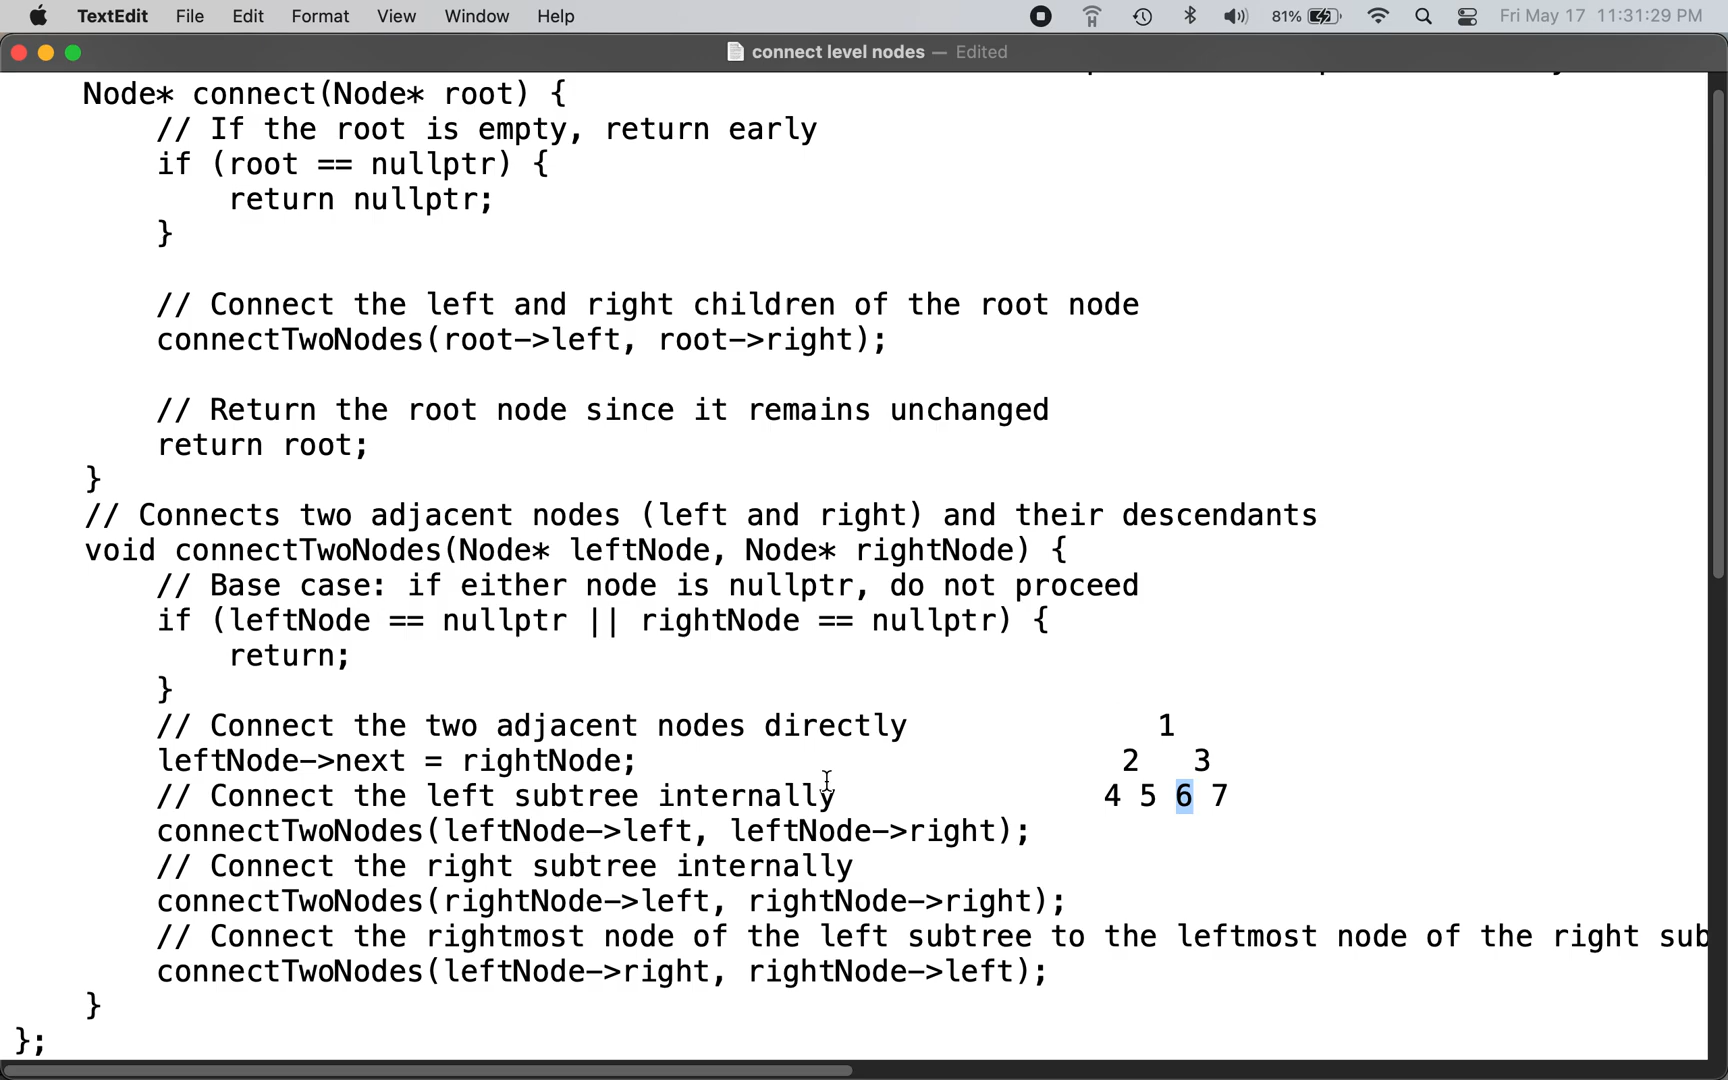 TextEdit File Edit Format View Window Help 81% Fri May 17 11:31:29 PM
connect level nodes — Edited
Node* connect(Node* root) {
// If the root is empty, return early
if (root == nullptr) {
return nullptr;
}
// Connect the left and right children of the root node
connectTwoNodes(root->left, root->right);
// Return the root node since it remains unchanged
return root;
}
// Connects two adjacent nodes (left and right) and their descendants
void connectTwoNodes(Node* leftNode, Node* rightNode) {
// Base case: if either node is nullptr, do not proceed
if (leftNode == nullptr || rightNode == nullptr) {
return;
}
// Connect the two adjacent nodes directly 1
leftNode->next = rightNode; 2 3
// Connect the left subtree internally 4 5 6 7
connectTwoNodes(leftNode->left, leftNode->right);
// Connect the right subtree internally
connectTwoNodes(rightNode->left, rightNode->right);
// Connect the rightmost node of the left subtree to the leftmost node of the right sub
connectTwoNodes(leftNode->right, rightNode->left);
}
};